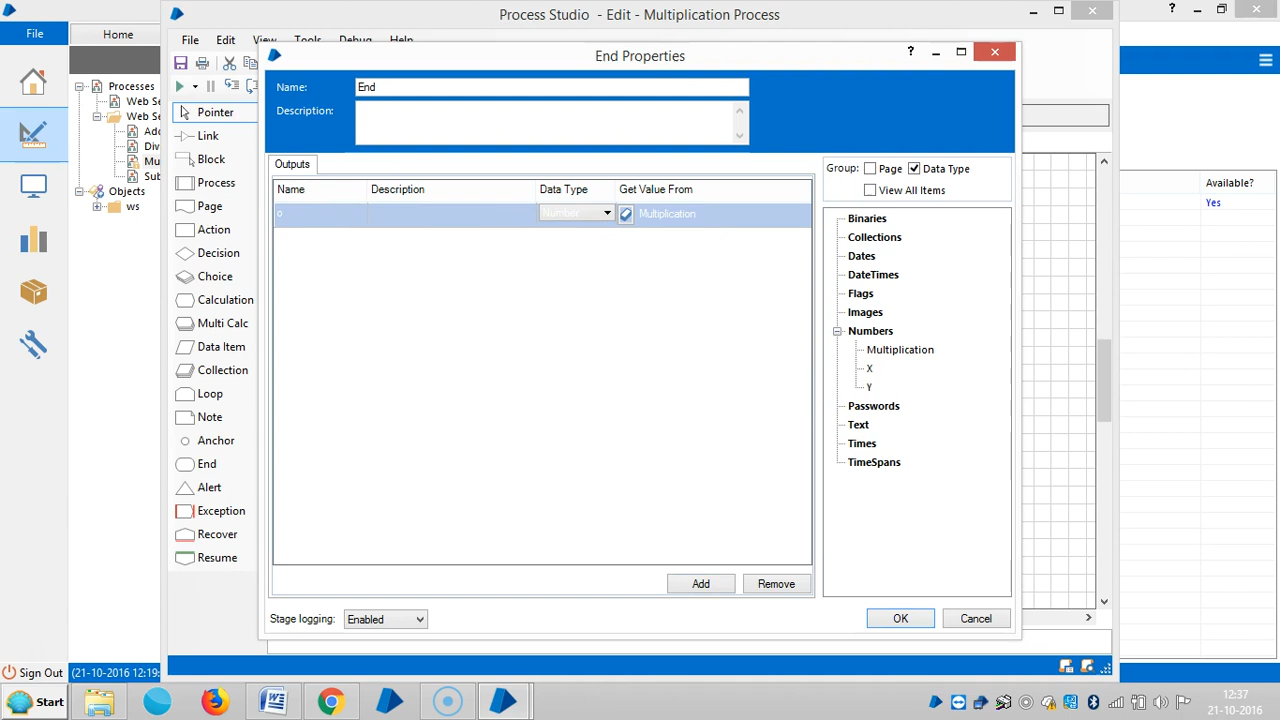 Process Studio - Edit - Multiplication Process
File
Home
File Edit View Tools Debug Help
End Properties
Name: End
Description:
Outputs
Name Description Data Type Get Value From
o Number Multiplication
Group: Page Data Type
View All Items
Binaries
Collections
Dates
DateTimes
Flags
Images
Numbers
Multiplication
X
Y
Passwords
Text
Times
TimeSpans
Add Remove
Stage logging: Enabled
OK Cancel
Processes
Web Se
Web Se
Add
Div
Mu
Sub
Objects
ws
Pointer
Link
Block
Process
Page
Action
Decision
Choice
Calculation
Multi Calc
Data Item
Collection
Loop
Note
Anchor
End
Alert
Exception
Recover
Resume
Available?
Yes
Sign Out
(21-10-2016 12:19:
Start
12:37
21-10-2016